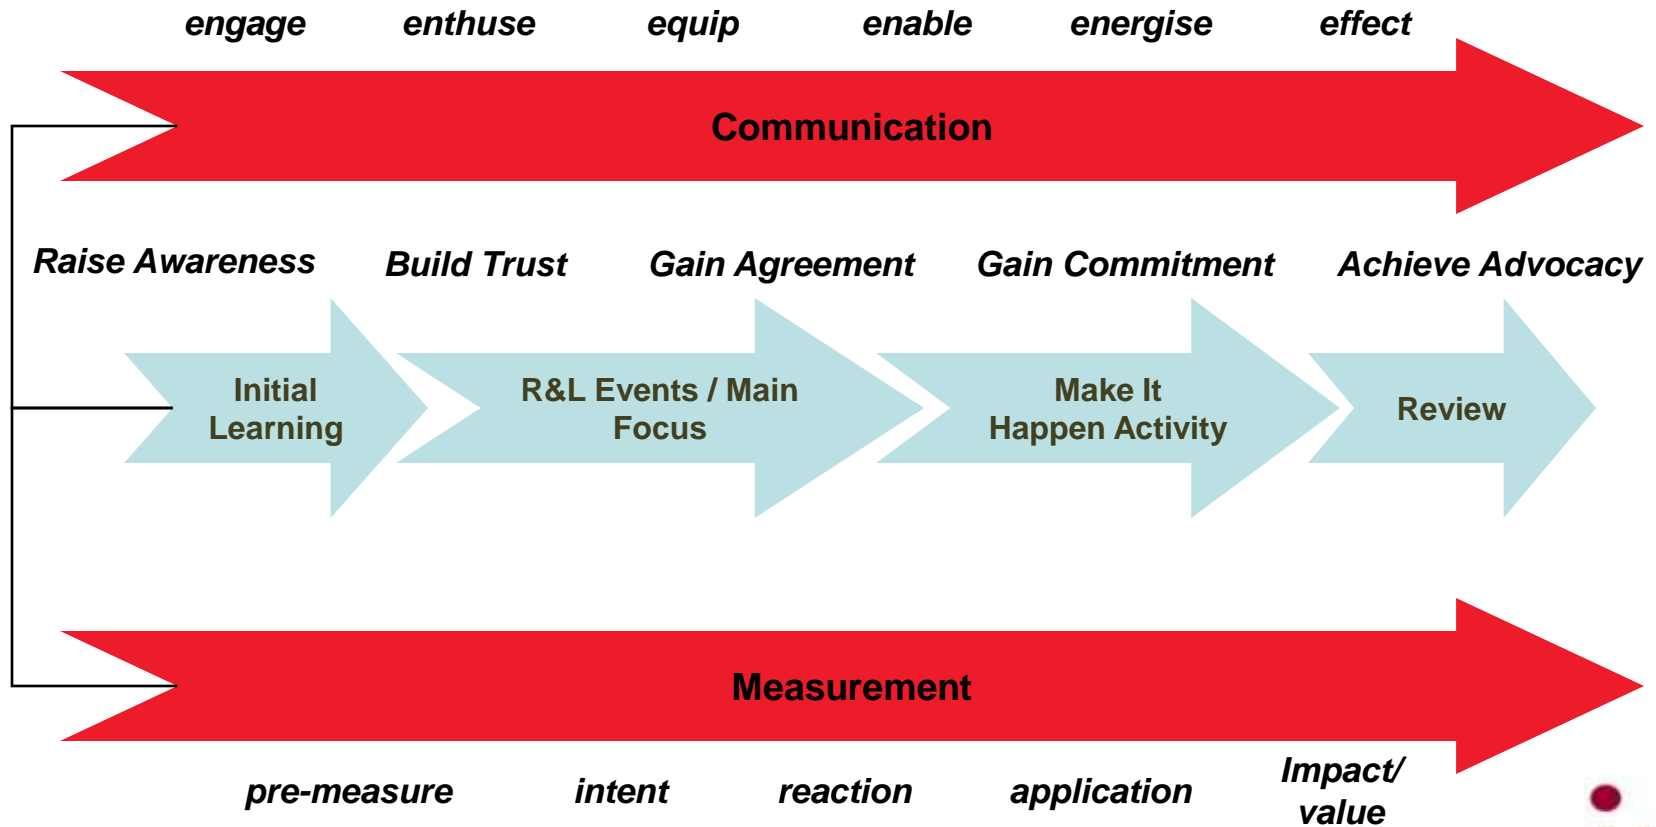 engage enthuse equip enable energise effect
Communication
Raise Awareness Build Trust Gain Agreement Gain Commitment Achieve Advocacy
Initial
Learning
R&L Events / Main
Focus
Make It
Happen Activity
Review
Measurement
pre-measure intent reaction application Impact/
value